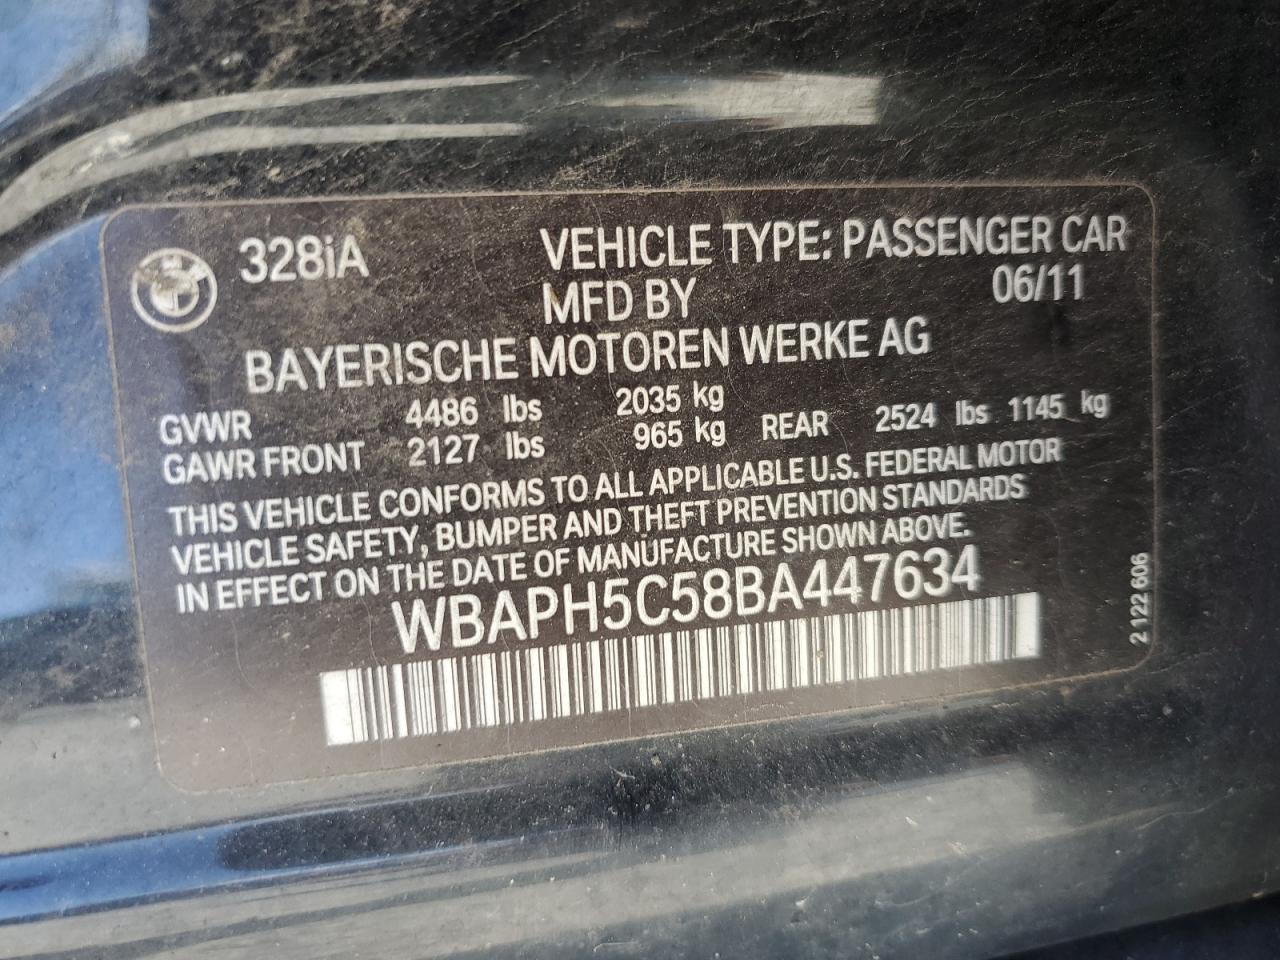 328iA VEHICLE TYPE: PASSENGER CAR
MFD BY 06/11
BAYERISCHE MOTOREN WERKE AG
GVWR 4486 lbs 2035 kg
GAWR FRONT 2127 lbs 965 kg REAR 2524 lbs 1145 kg
THIS VEHICLE CONFORMS TO ALL APPLICABLE U.S. FEDERAL MOTOR
VEHICLE SAFETY, BUMPER AND THEFT PREVENTION STANDARDS
IN EFFECT ON THE DATE OF MANUFACTURE SHOWN ABOVE.
WBAPH5C58BA447634
2 122 606